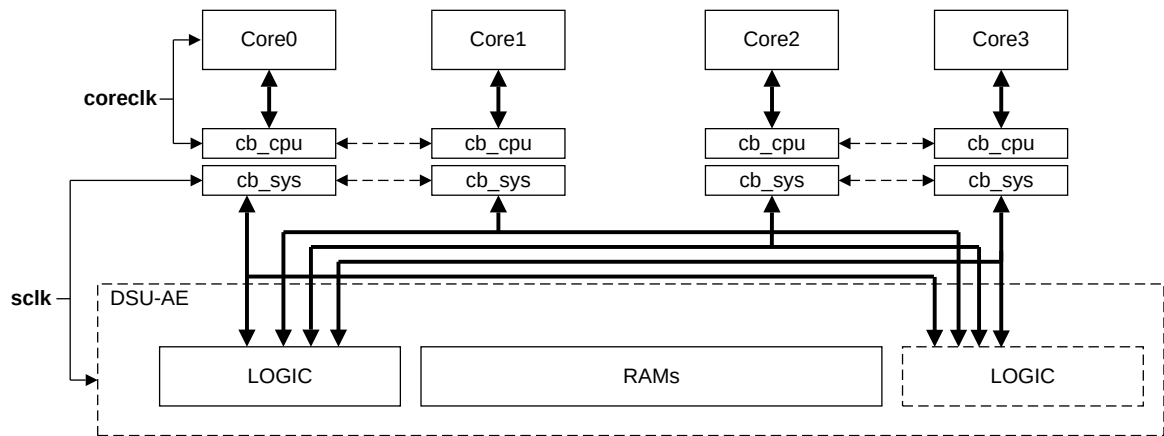 Core0
Core1
Core2
Core3
coreclk
cb_cpu
cb_cpu
cb_cpu
cb_cpu
cb_sys
cb_sys
cb_sys
cb_sys
sclk
DSU-AE
LOGIC
RAMs
LOGIC